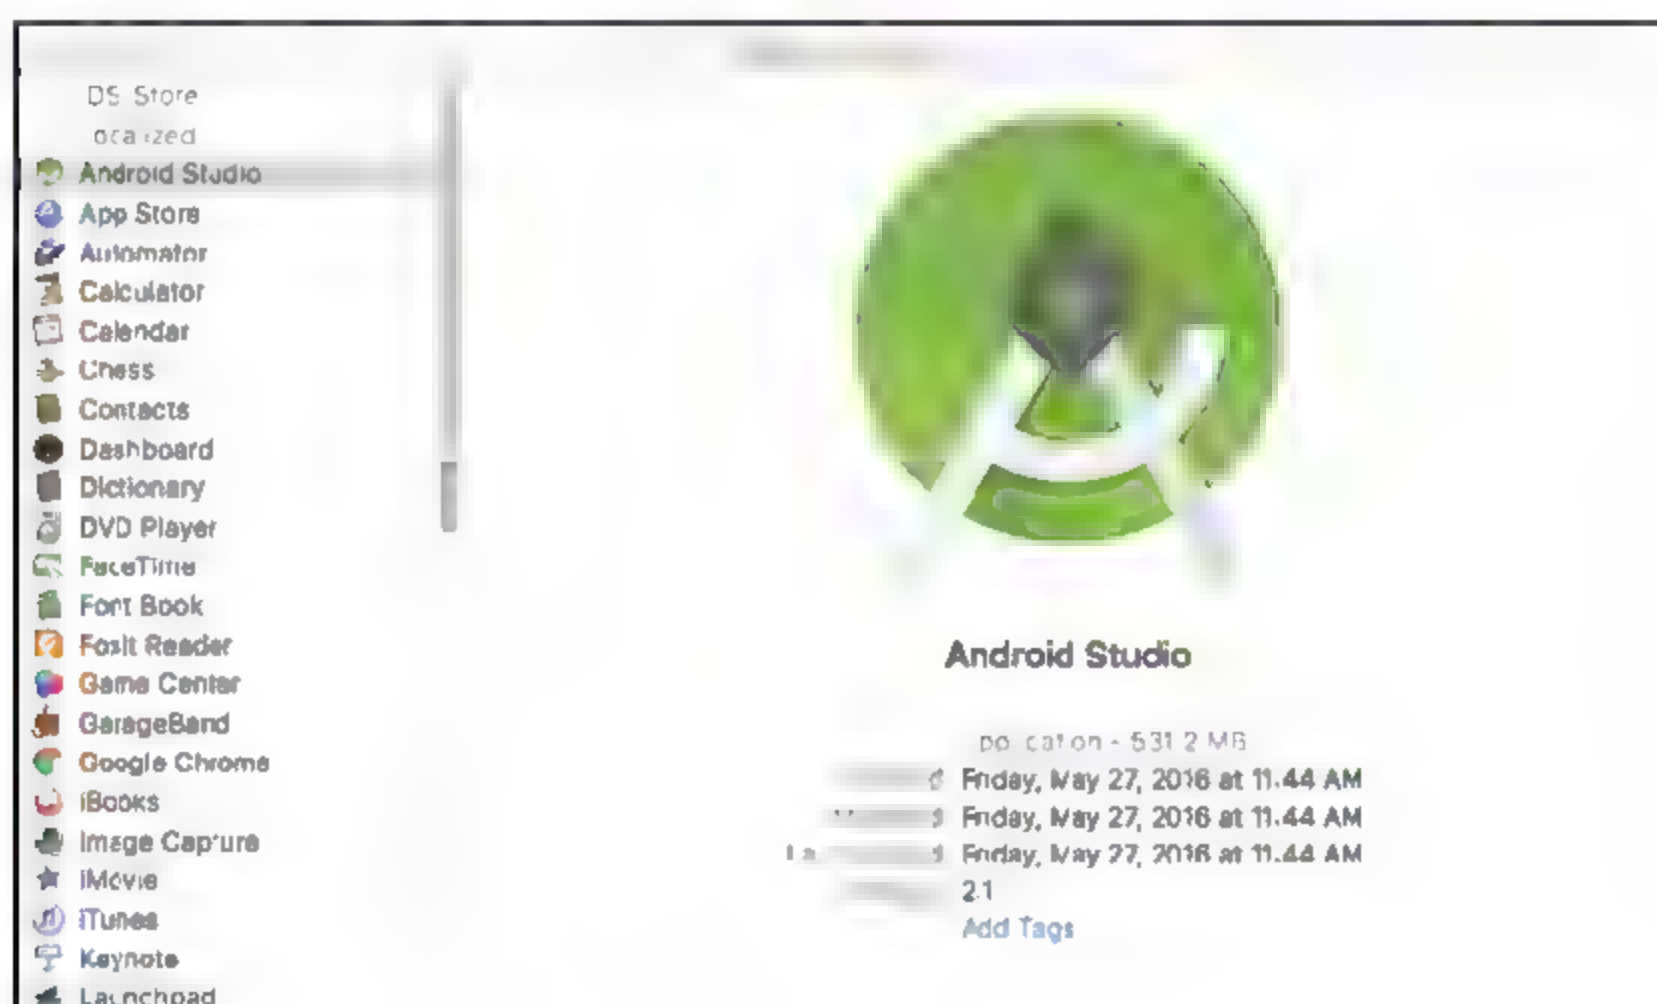 DS Store
Android Studio
App Store
Automator
Calculator
Calendar
Chess
Contacts
Dashboard
Dictionary
DVD Player
FaceTime
Font Book
Foxit Reader
Game Center
GarageBand
Google Chrome
iBooks
Image Capture
iMovie
iTunes
Keynote
Launchpad
Android Studio
531.2 MB
Friday, May 27, 2016 at 11:44 AM
Friday, May 27, 2016 at 11:44 AM
Friday, May 27, 2016 at 11:44 AM
2.1
Add Tags